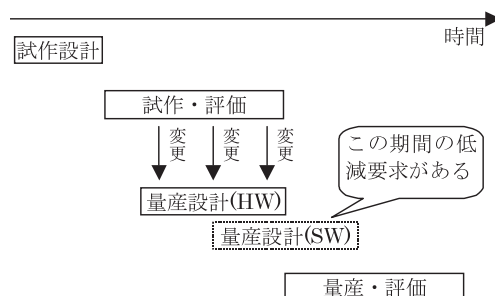 時間
試作設計
試作・評価
変更
変更
変更
この期間の低
減要求がある
量産設計(HW)
量産設計(SW)
量産・評価